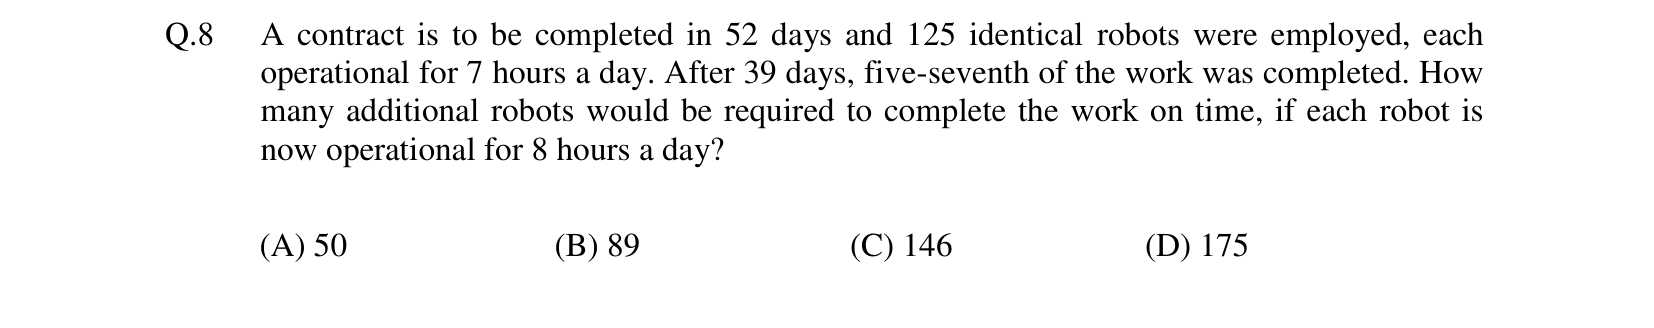 Q.8 A contract is to be completed in 52 days and 125 identical robots were employed, each
operational for 7 hours a day. After 39 days, five-seventh of the work was completed. How
many additional robots would be required to complete the work on time, if each robot is
now operational for 8 hours a day?
(A) 50 (B) 89 (C) 146 (D) 175